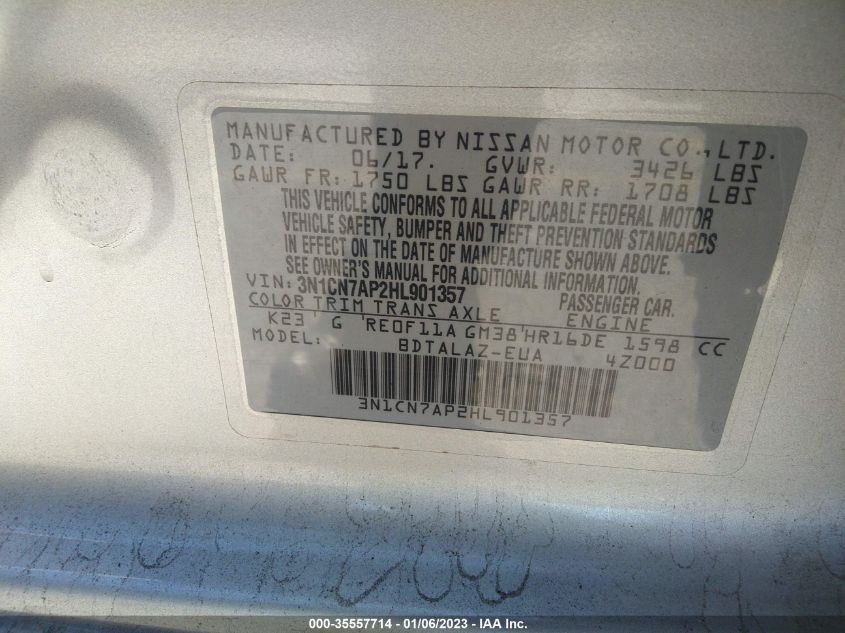 MANUFACTURED BY NISSAN MOTOR CO., LTD.
DATE: 06/17. GVWR: 3426 LBS
GAWR FR: 1750 LBS GAWR RR: 1708 LBS
THIS VEHICLE CONFORMS TO ALL APPLICABLE FEDERAL MOTOR
VEHICLE SAFETY, BUMPER AND THEFT PREVENTION STANDARDS
IN EFFECT ON THE DATE OF MANUFACTURE SHOWN ABOVE.
SEE OWNER'S MANUAL FOR ADDITIONAL INFORMATION.
VIN: 3N1CN7AP2HL901357 PASSENGER CAR.
COLOR TRIM TRANS AXLE ENGINE
K23 G RE0F11A GM38 HR16DE 1598 CC
MODEL: BDTALAZ-EUA 4Z000
3N1CN7AP2HL901357
000-35557714 - 01/06/2023 - IAA Inc.